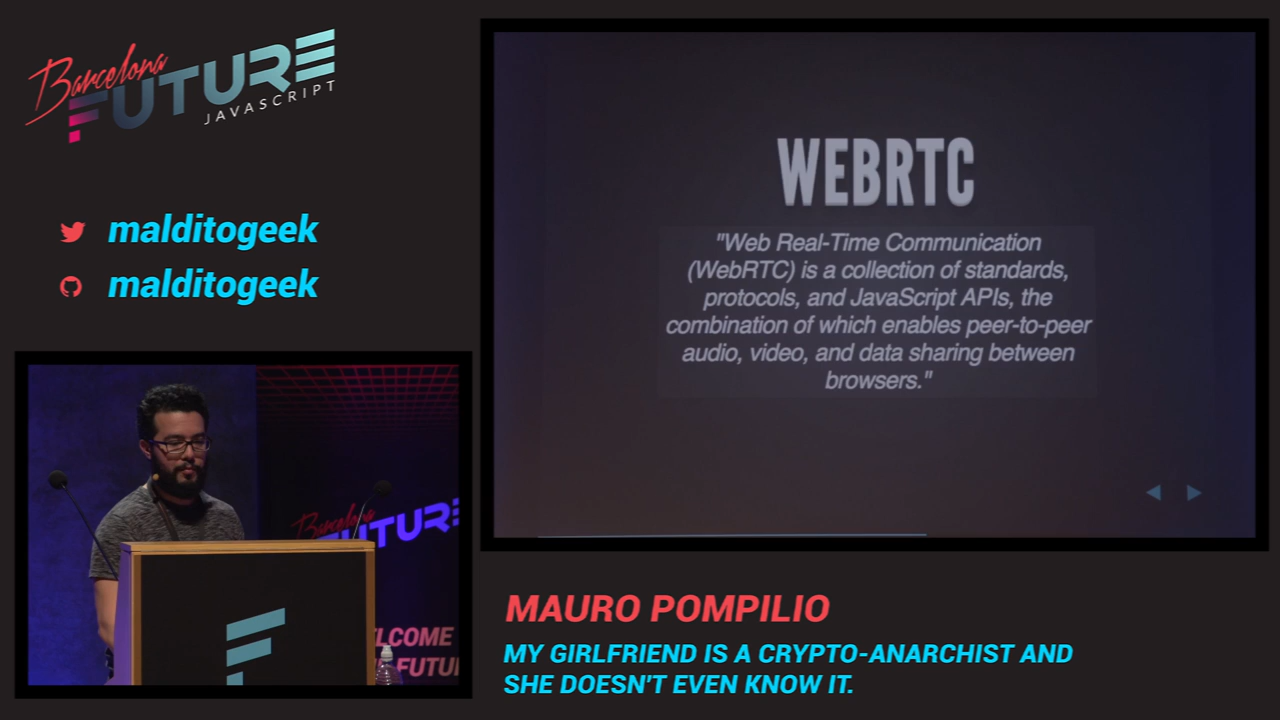 Barcelona
FUTURE
JAVASCRIPT
malditogeek
malditogeek
WEBRTC
"Web Real-Time Communication
(WebRTC) is a collection of standards,
protocols, and JavaScript APIs, the
combination of which enables peer-to-peer
audio, video, and data sharing between
browsers."
Barcelona
FUTURE
MAURO POMPILIO
MY GIRLFRIEND IS A CRYPTO-ANARCHIST AND
SHE DOESN'T EVEN KNOW IT.